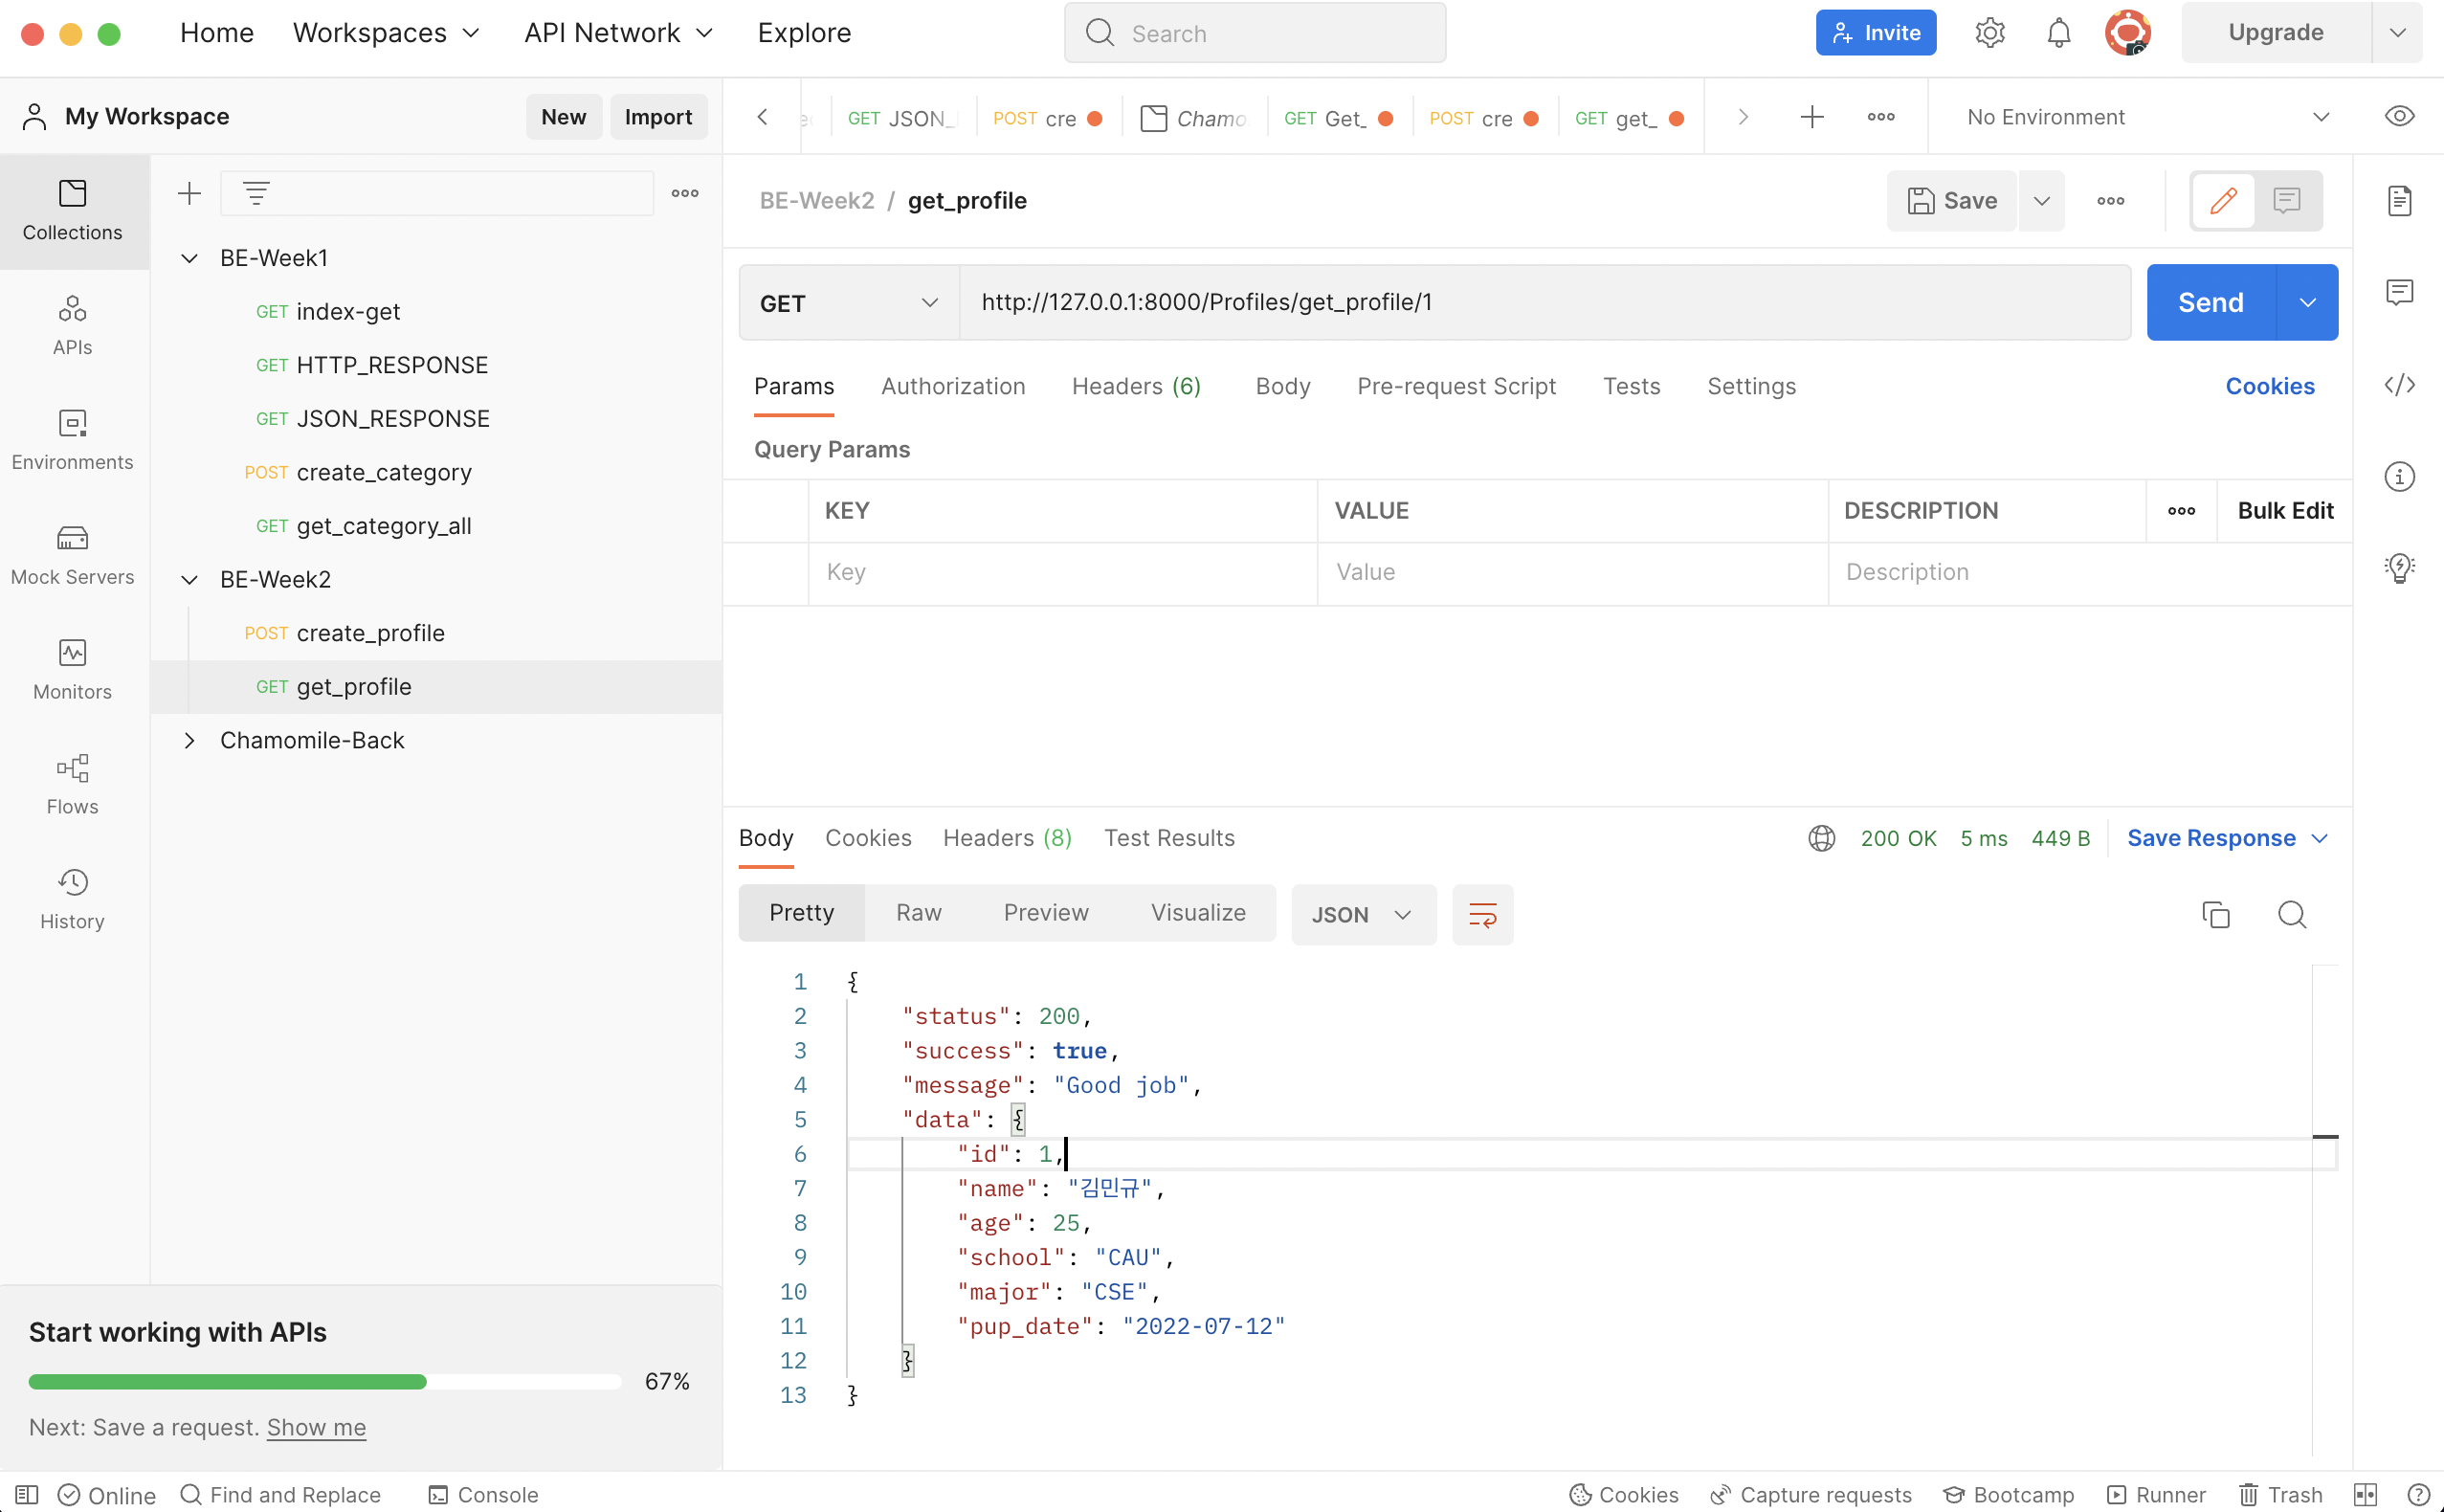 Home Workspaces API Network Explore Search Invite Upgrade
My Workspace New Import
GET JSON_ POST cre Chamo GET Get_ POST cre GET get_ No Environment
Collections
APIs
Environments
Mock Servers
Monitors
Flows
History
BE-Week1
GET index-get
GET HTTP_RESPONSE
GET JSON_RESPONSE
POST create_category
GET get_category_all
BE-Week2
POST create_profile
GET get_profile
Chamomile-Back
Start working with APIs
67%
Next: Save a request. Show me
BE-Week2 / get_profile Save
GET http://127.0.0.1:8000/Profiles/get_profile/1 Send
Params Authorization Headers (6) Body Pre-request Script Tests Settings Cookies
Query Params
KEY VALUE DESCRIPTION Bulk Edit
Key Value Description
Body Cookies Headers (8) Test Results 200 OK 5 ms 449 B Save Response
Pretty Raw Preview Visualize JSON
1 {
2 "status": 200,
3 "success": true,
4 "message": "Good job",
5 "data": {
6 "id": 1,
7 "name": "김민규",
8 "age": 25,
9 "school": "CAU",
10 "major": "CSE",
11 "pup_date": "2022-07-12"
12 }
13 }
Online Find and Replace Console Cookies Capture requests Bootcamp Runner Trash